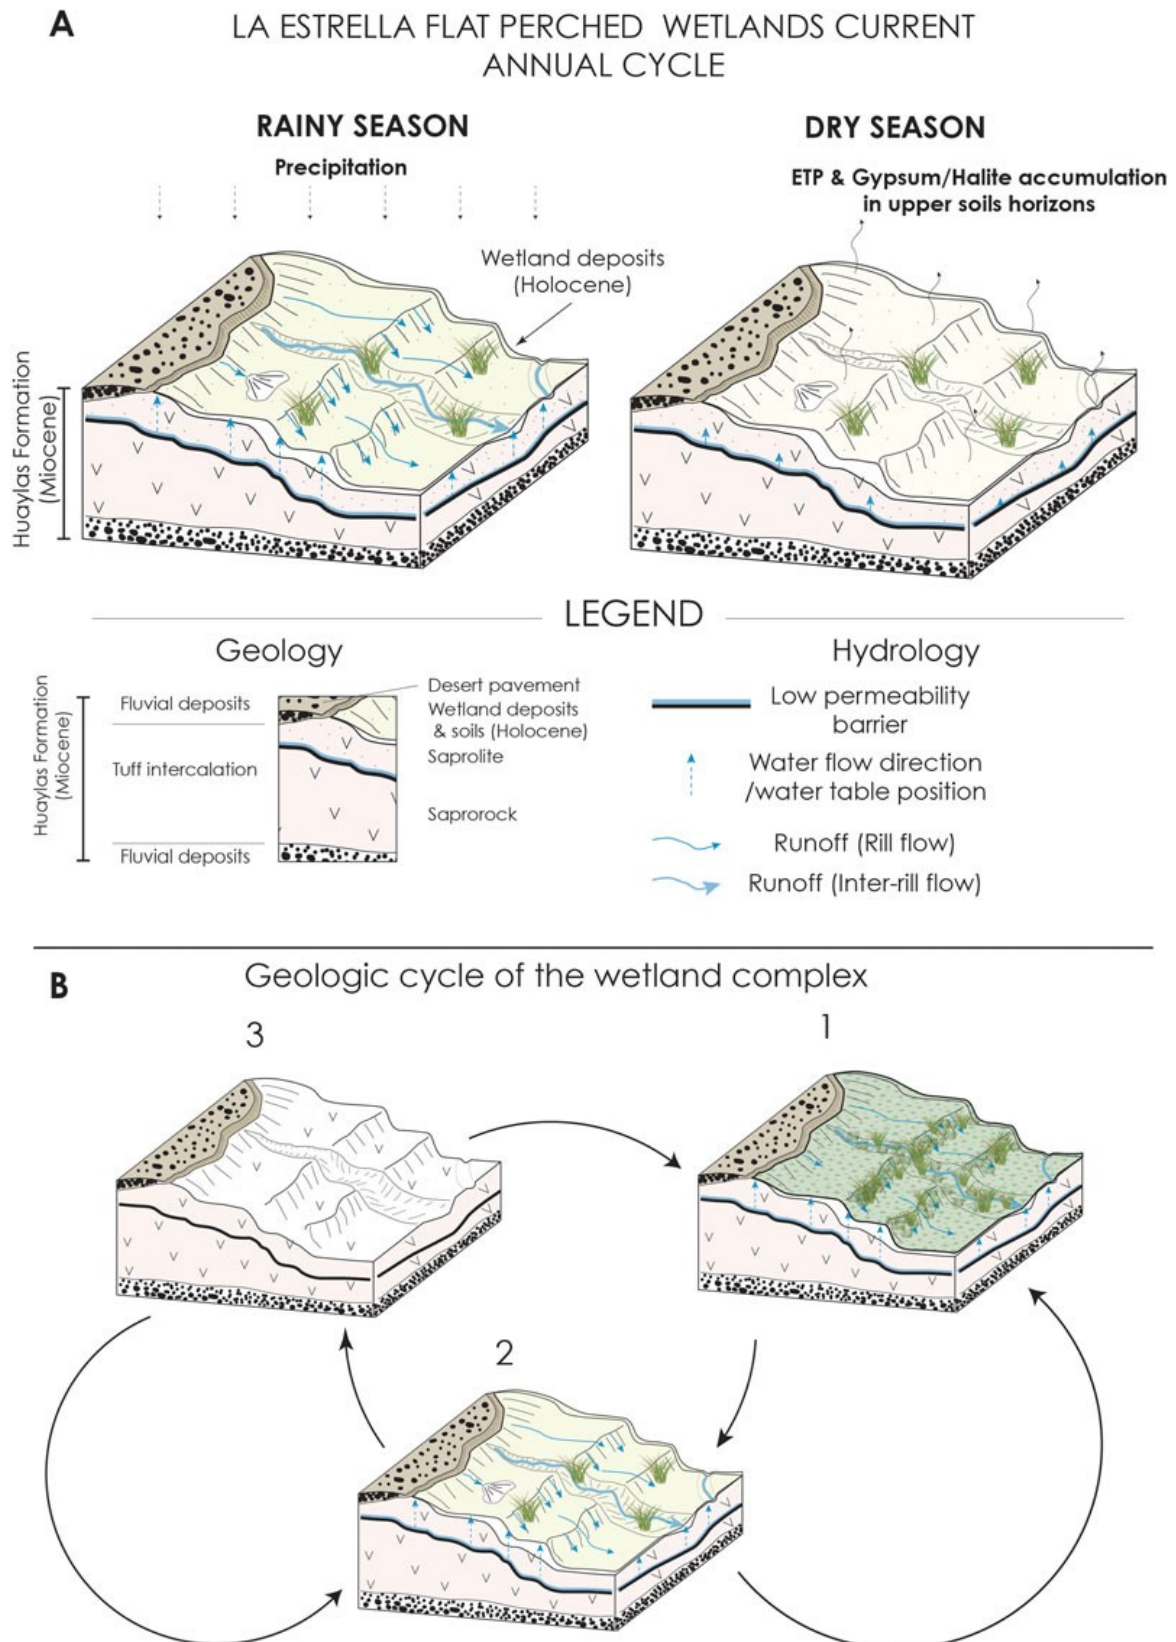 A
LA ESTRELLA FLAT PERCHED WETLANDS CURRENT
ANNUAL CYCLE
RAINY SEASON
Precipitation
DRY SEASON
ETP & Gypsum/Halite accumulation
in upper soils horizons
Wetland deposits
(Holocene)
Huaylas Formation
(Miocene)
LEGEND
Geology
Huaylas Formation
(Miocene)
Fluvial deposits
Tuff intercalation
Fluvial deposits
Desert pavement
Wetland deposits
& soils (Holocene)
Saprolite
Saprorock
Hydrology
Low permeability
barrier
Water flow direction
/water table position
Runoff (Rill flow)
Runoff (Inter-rill flow)
B
Geologic cycle of the wetland complex
3
1
2